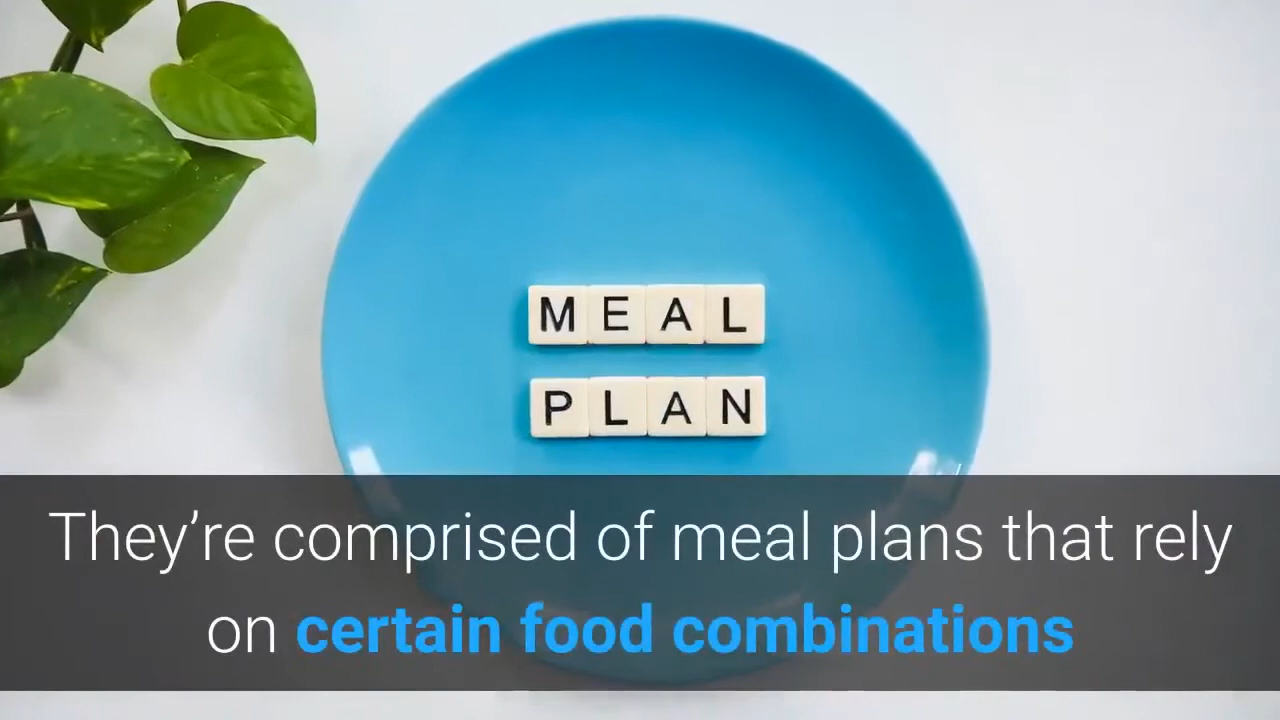 MEAL
PLAN
They’re comprised of meal plans that rely
on certain food combinations